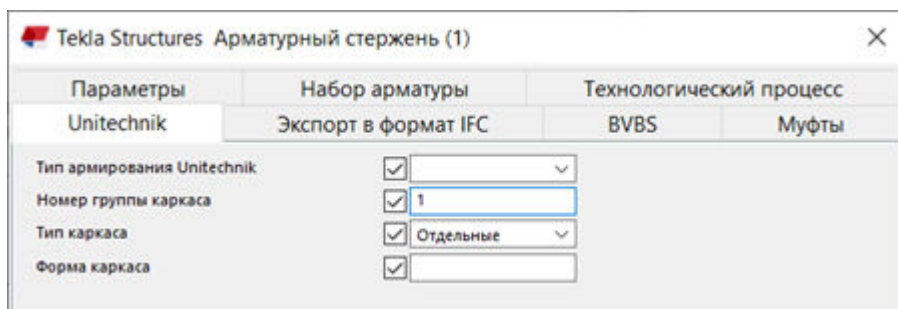 Tekla Structures Арматурный стержень (1)
Параметры Набор арматуры Технологический процесс
Unitechnik Экспорт в формат IFC BVBS Муфты
Тип армирования Unitechnik
Номер группы каркаса 1
Тип каркаса Отдельные
Форма каркаса